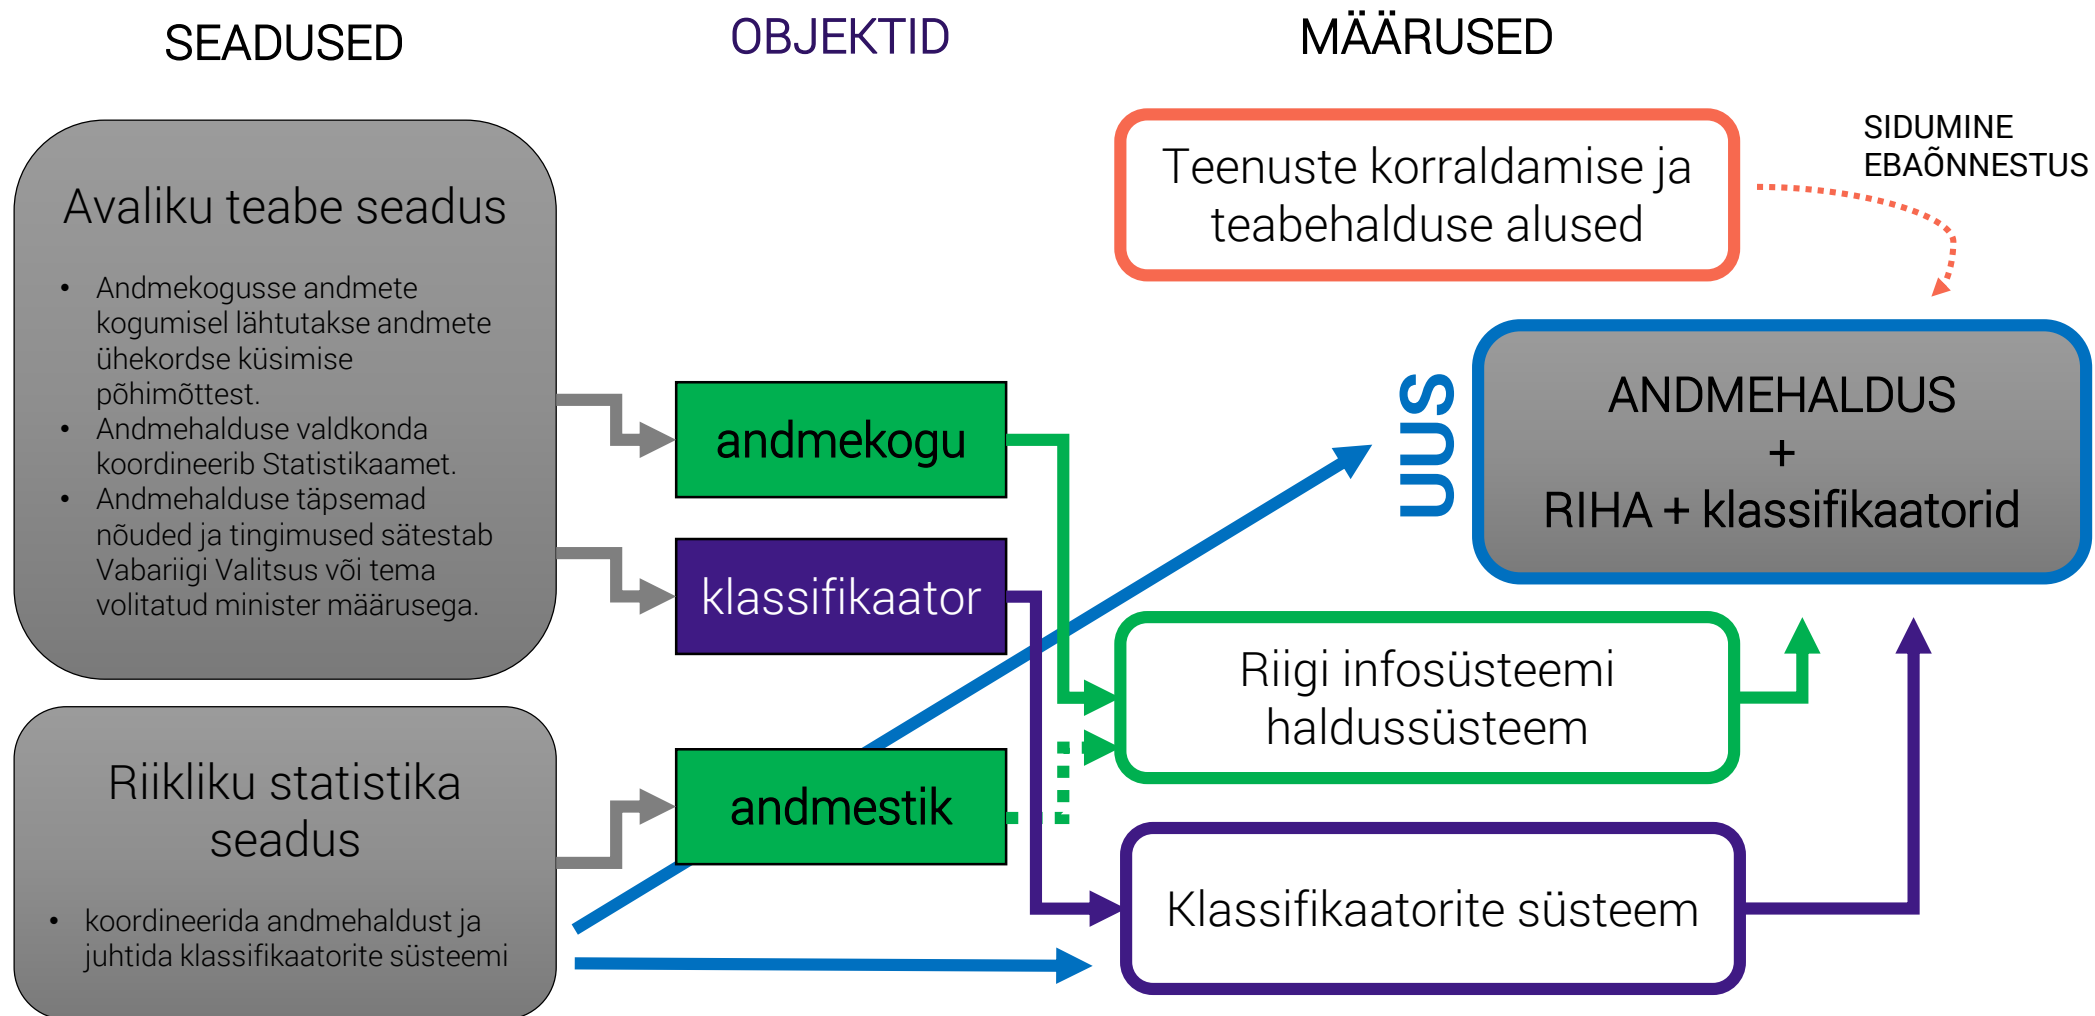 SEADUSED
OBJEKTID
MÄÄRUSED
Avaliku teabe seadus
• Andmekogusse andmete
kogumisel lähtutakse andmete
ühekordse küsimise
põhimõttest.
• Andmehalduse valdkonda
koordineerib Statistikaamet.
• Andmehalduse täpsemad
nõuded ja tingimused sätestab
Vabariigi Valitsus või tema
volitatud minister määrusega.
Riikliku statistika
seadus
• koordineerida andmehaldust ja
juhtida klassifikaatorite süsteemi
andmekogu
klassifikaator
andmestik
Teenuste korraldamise ja
teabehalduse alused
SIDUMINE
EBAÕNNESTUS
UUS
ANDMEHALDUS
+
RIHA + klassifikaatorid
Riigi infosüsteemi
haldussüsteem
Klassifikaatorite süsteem